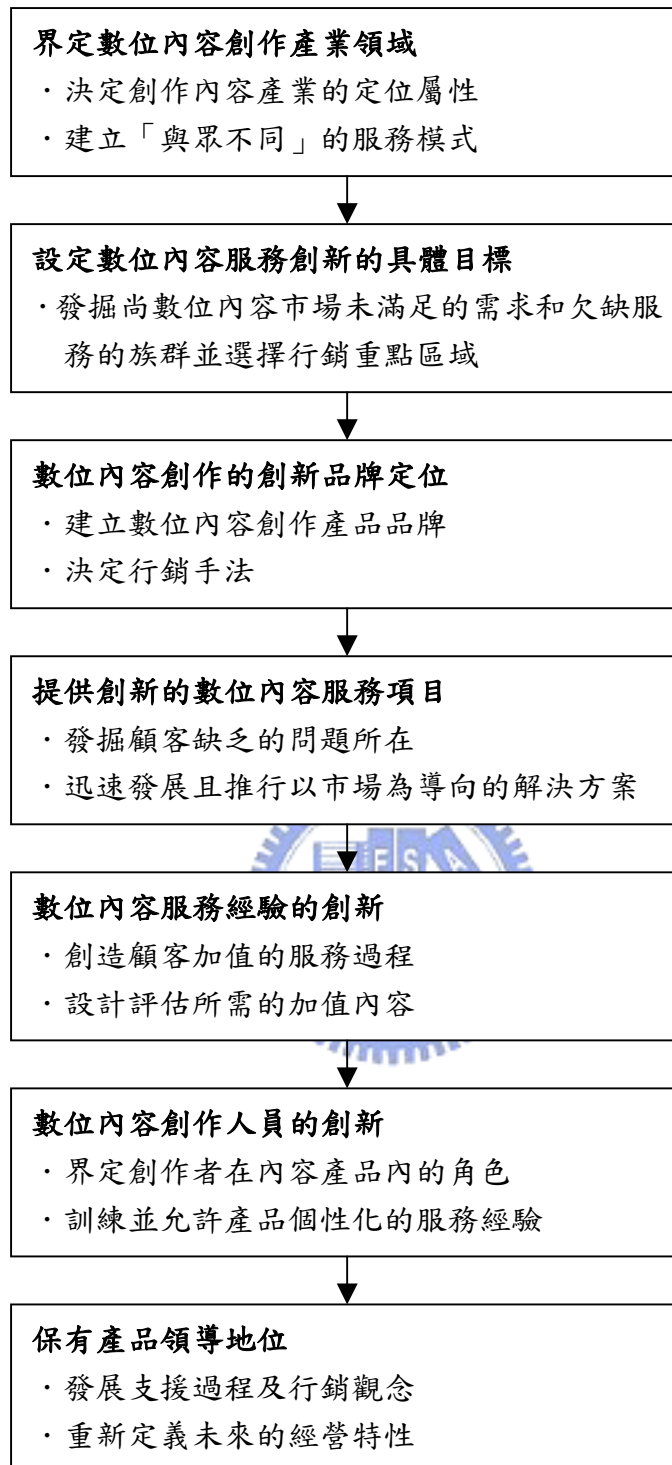 界定數位內容創作產業領域
·決定創作內容產業的定位屬性
·建立「與眾不同」的服務模式
設定數位內容服務創新的具體目標
·發掘尚數位內容市場未滿足的需求和欠缺服
務的族群並選擇行銷重點區域
數位內容創作的創新品牌定位
·建立數位內容創作產品品牌
·決定行銷手法
提供創新的數位內容服務項目
·發掘顧客缺乏的問題所在
·迅速發展且推行以市場為導向的解決方案
ESA
數位內容服務經驗的創新
·創造顧客加值的服務過程
·設計評估所需的加值內容
數位內容創作人員的創新
·界定創作者在內容產品內的角色
·訓練並允許產品個性化的服務經驗
保有產品領導地位
·發展支援過程及行銷觀念
·重新定義未來的經營特性